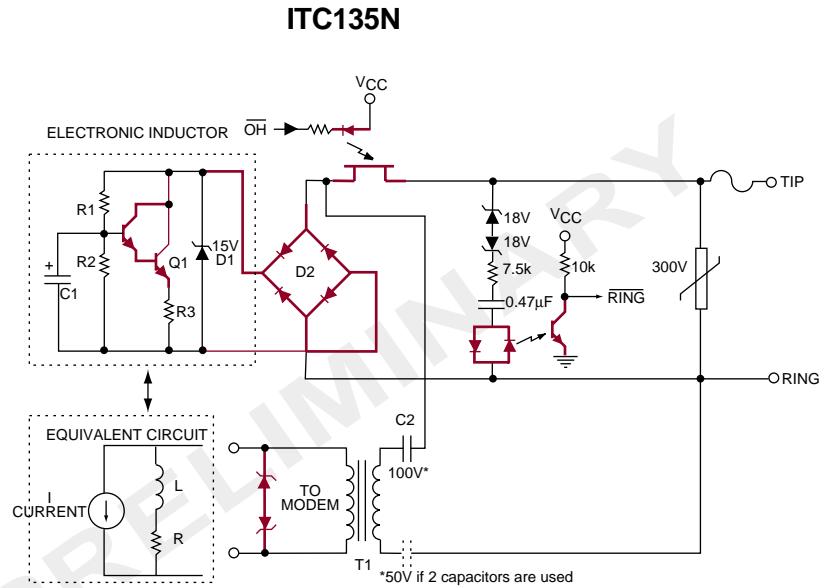 ITC135N
VCC
OH
ELECTRONIC INDUCTOR
TIP
R1
18V
VCC
18V
15V
D1
D2
Q1
R2
7.5k
10k
300V
+
C1
R3
0.47µF
RING
RING
C2
EQUIVALENT CIRCUIT
100V*
L
TO
MODEM
I
CURRENT
R
T1
*50V if 2 capacitors are used
PRELIMINARY